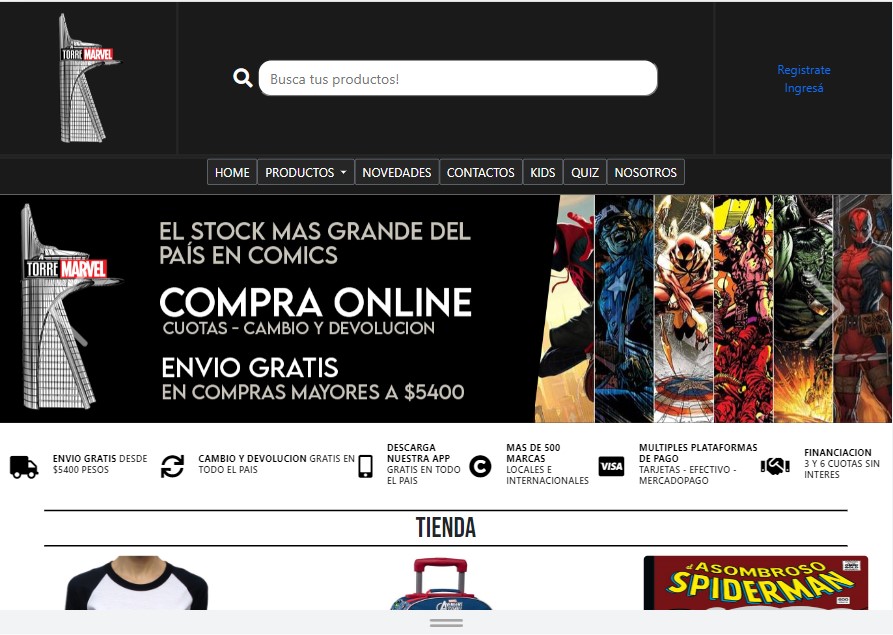 TORRE MARVEL
Busca tus productos!
Registrate
Ingresá
HOME
PRODUCTOS
NOVEDADES
CONTACTOS
KIDS
QUIZ
NOSOTROS
TORRE MARVEL
EL STOCK MAS GRANDE DEL
PAÍS EN COMICS
COMPRA ONLINE
CUOTAS - CAMBIO Y DEVOLUCION
ENVIO GRATIS
EN COMPRAS MAYORES A $5400
ENVIO GRATIS DESDE
$5400 PESOS
CAMBIO Y DEVOLUCION GRATIS EN
TODO EL PAIS
DESCARGA
NUESTRA APP
GRATIS EN TODO
EL PAIS
C
MAS DE 500
MARCAS
LOCALES E
INTERNACIONALES
VISA
MULTIPLES PLATAFORMAS
DE PAGO
TARJETAS - EFECTIVO -
MERCADOPAGO
FINANCIACION
3 Y 6 CUOTAS SIN
INTERES
TIENDA
el ASOMBROSO
SPIDERMAN